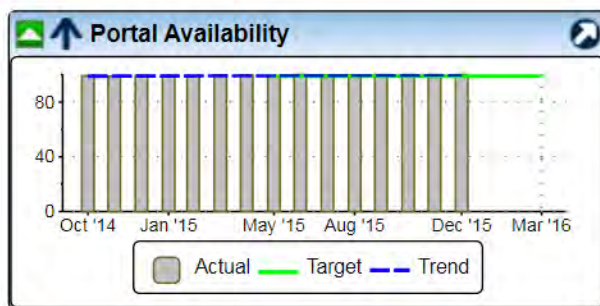 Portal Availability
80
40
0
Oct '14 Jan '15 May '15 Aug '15 Dec '15 Mar '16
Actual Target Trend